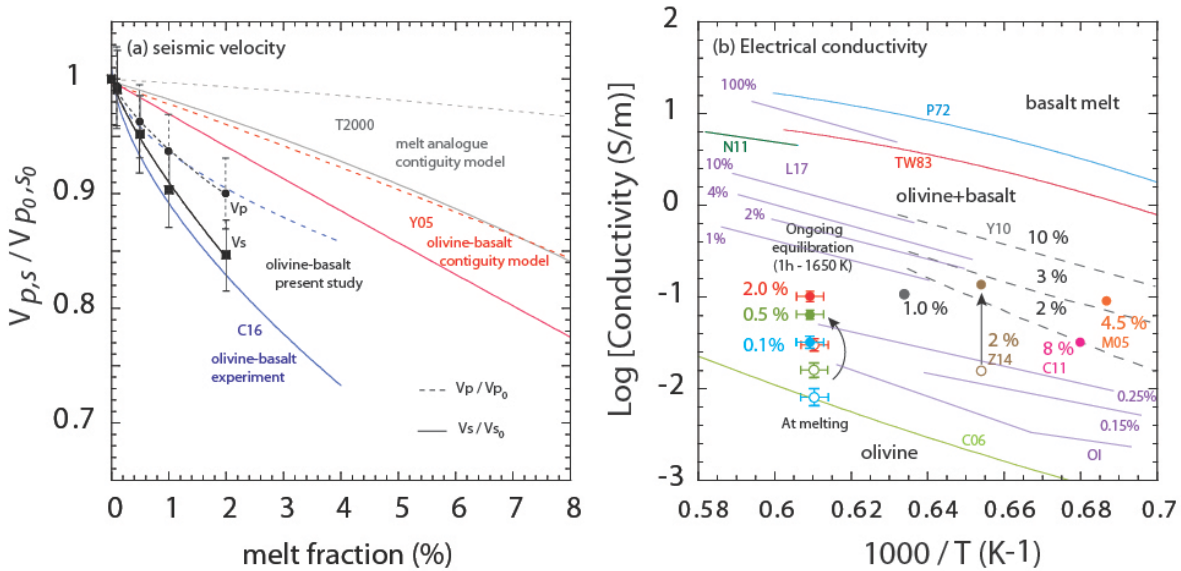 (a) seismic velocity
1
0.9
0.8
0.7
Vp,s / Vp0,s0
0 1 2 3 4 5 6 7 8
melt fraction (%)
T2000
melt analogue
contiguity model
Vp
Vs
Y05
olivine-basalt
contiguity model
olivine-basalt
present study
C16
olivine-basalt
experiment
Vp / Vp0
Vs / Vs0
(b) Electrical conductivity
2
1
0
-1
-2
-3
Log [Conductivity (S/m)]
0.58 0.6 0.62 0.64 0.66 0.68 0.7
1000 / T (K-1)
100%
P72
basalt melt
N11
TW83
10%
L17
olivine+basalt
4%
2%
Y10
10 %
1%
Ongoing
equilibration
(1h - 1650 K)
3 %
2.0 %
1.0 %
2 %
0.5 %
4.5 %
M05
0.1%
2 %
Z14
8 %
C11
0.25%
0.15%
At melting
C06
OI
olivine